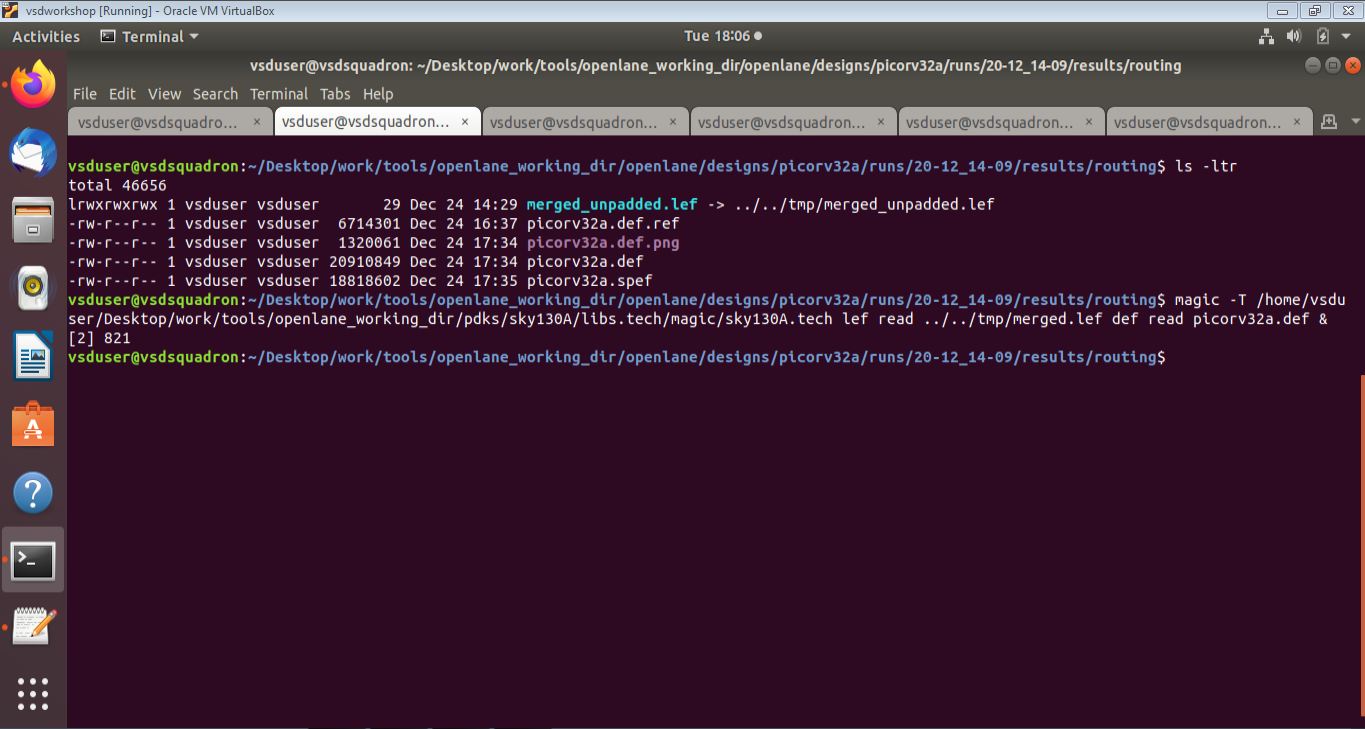 vsdworkshop [Running] - Oracle VM VirtualBox
Activities Terminal Tue 18:06
vsduser@vsdsquadron: ~/Desktop/work/tools/openlane_working_dir/openlane/designs/picorv32a/runs/20-12_14-09/results/routing
File Edit View Search Terminal Tabs Help
vsduser@vsdsquadro... × vsduser@vsdsquadron... × vsduser@vsdsquadron... × vsduser@vsdsquadron... × vsduser@vsdsquadron... × vsduser@vsdsquadron... ×
vsduser@vsdsquadron:~/Desktop/work/tools/openlane_working_dir/openlane/designs/picorv32a/runs/20-12_14-09/results/routing$ ls -ltr
total 46656
lrwxrwxrwx 1 vsduser vsduser       29 Dec 24 14:29 merged_unpadded.lef -> ../../tmp/merged_unpadded.lef
-rw-r--r-- 1 vsduser vsduser  6714301 Dec 24 16:37 picorv32a.def.ref
-rw-r--r-- 1 vsduser vsduser  1320061 Dec 24 17:34 picorv32a.def.png
-rw-r--r-- 1 vsduser vsduser 20910849 Dec 24 17:34 picorv32a.def
-rw-r--r-- 1 vsduser vsduser 18818602 Dec 24 17:35 picorv32a.spef
vsduser@vsdsquadron:~/Desktop/work/tools/openlane_working_dir/openlane/designs/picorv32a/runs/20-12_14-09/results/routing$ magic -T /home/vsdu
ser/Desktop/work/tools/openlane_working_dir/pdks/sky130A/libs.tech/magic/sky130A.tech lef read ../../tmp/merged.lef def read picorv32a.def &
[2] 821
vsduser@vsdsquadron:~/Desktop/work/tools/openlane_working_dir/openlane/designs/picorv32a/runs/20-12_14-09/results/routing$